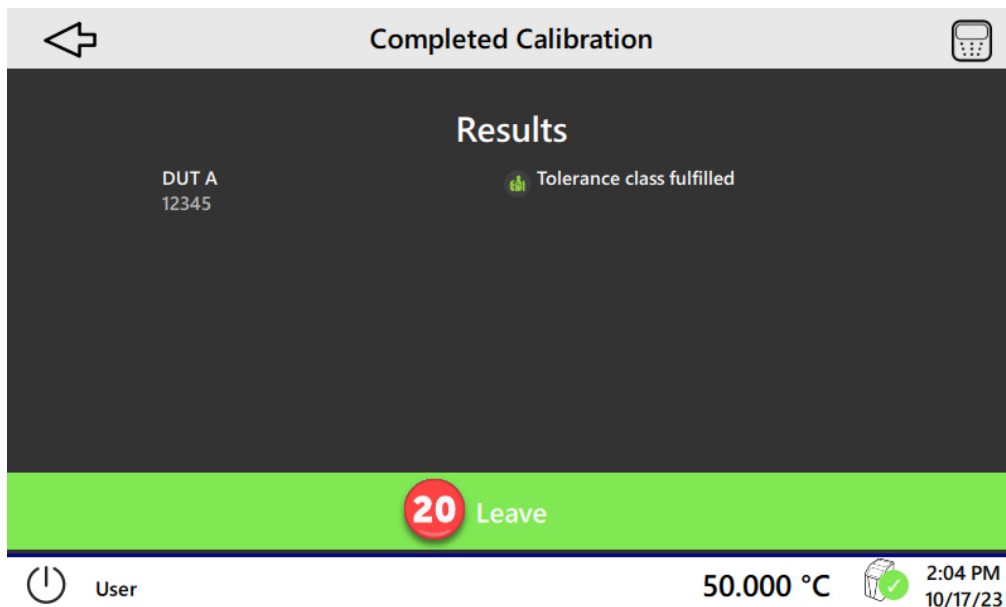 Completed Calibration
Results
DUT A
12345
Tolerance class fulfilled
20 Leave
User
50.000 °C
2:04 PM
10/17/23